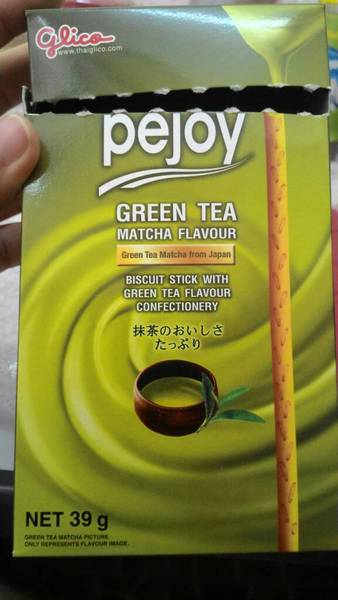 Glico
www.thaiglico.com
pejoy
GREEN TEA
MATCHA FLAVOUR
Green Tea Matcha from Japan
BISCUIT STICK WITH
GREEN TEA FLAVOUR
CONFECTIONERY
抹茶のおいしさ
たっぷり
NET 39 g
GREEN TEA MATCHA PICTURE
ONLY REPRESENTS FLAVOUR IMAGE.